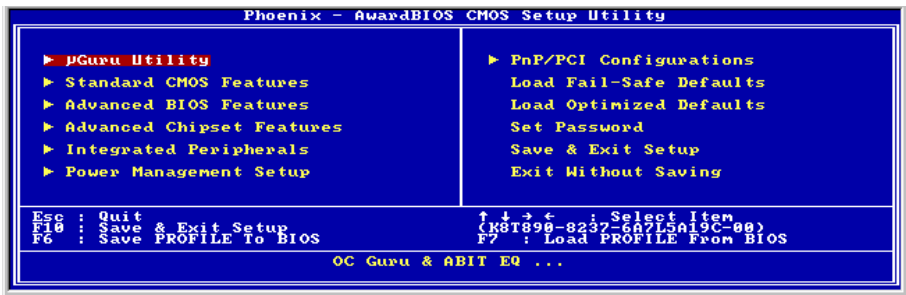 Phoenix - AwardBIOS CMOS Setup Utility
► µGuru Utility
► Standard CMOS Features
► Advanced BIOS Features
► Advanced Chipset Features
► Integrated Peripherals
► Power Management Setup
► PnP/PCI Configurations
Load Fail-Safe Defaults
Load Optimized Defaults
Set Password
Save & Exit Setup
Exit Without Saving
Esc : Quit
F10 : Save & Exit Setup
F6 : Save PROFILE To BIOS
↑ ↓ → ← : Select Item
(K8T890-8237-6A7L5A19C-00)
F7 : Load PROFILE From BIOS
OC Guru & ABIT EQ ...